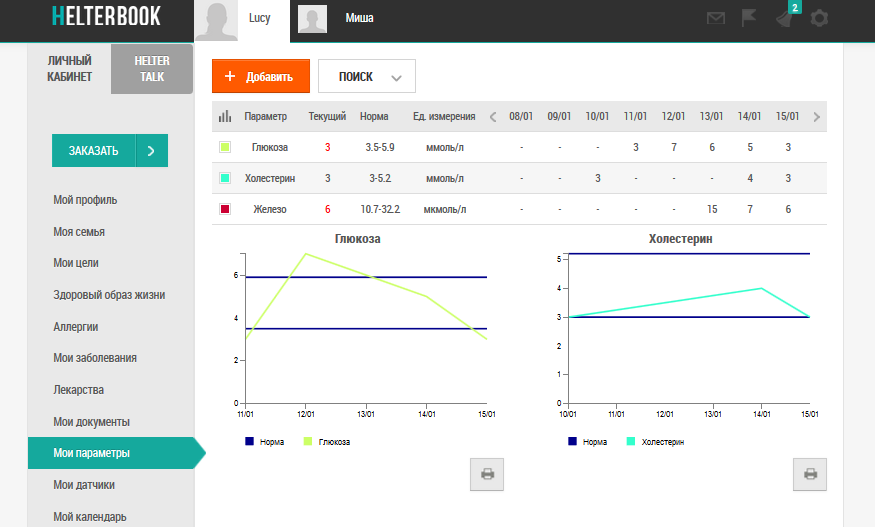 HELTERBOOK
Lucy
Миша
2
ЛИЧНЫЙ
КАБИНЕТ
HELTER
TALK
ЗАКАЗАТЬ
Мой профиль
Моя семья
Мои цели
Здоровый образ жизни
Аллергии
Мои заболевания
Лекарства
Мои документы
Мои параметры
Мои датчики
Мой календарь
+ Добавить
ПОИСК
Параметр Текущий Норма Ед. измерения 08/01 09/01 10/01 11/01 12/01 13/01 14/01 15/01
Глюкоза 3 3.5-5.9 ммоль/л - - - 3 7 6 5 3
Холестерин 3 3-5.2 ммоль/л - - 3 - - - 4 3
Железо 6 10.7-32.2 мкмоль/л - - - - - 15 7 6
Глюкоза
6
4
2
0
11/01 12/01 13/01 14/01 15/01
Норма Глюкоза
Холестерин
5
4
3
2
1
0
10/01 11/01 12/01 13/01 14/01 15/01
Норма Холестерин